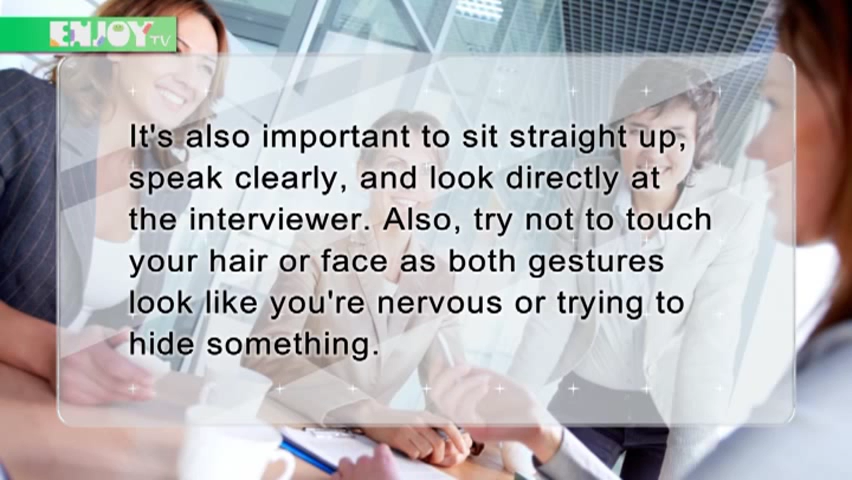 ENJOY TV
It's also important to sit straight up,
speak clearly, and look directly at
the interviewer. Also, try not to touch
your hair or face as both gestures
look like you're nervous or trying to
hide something.